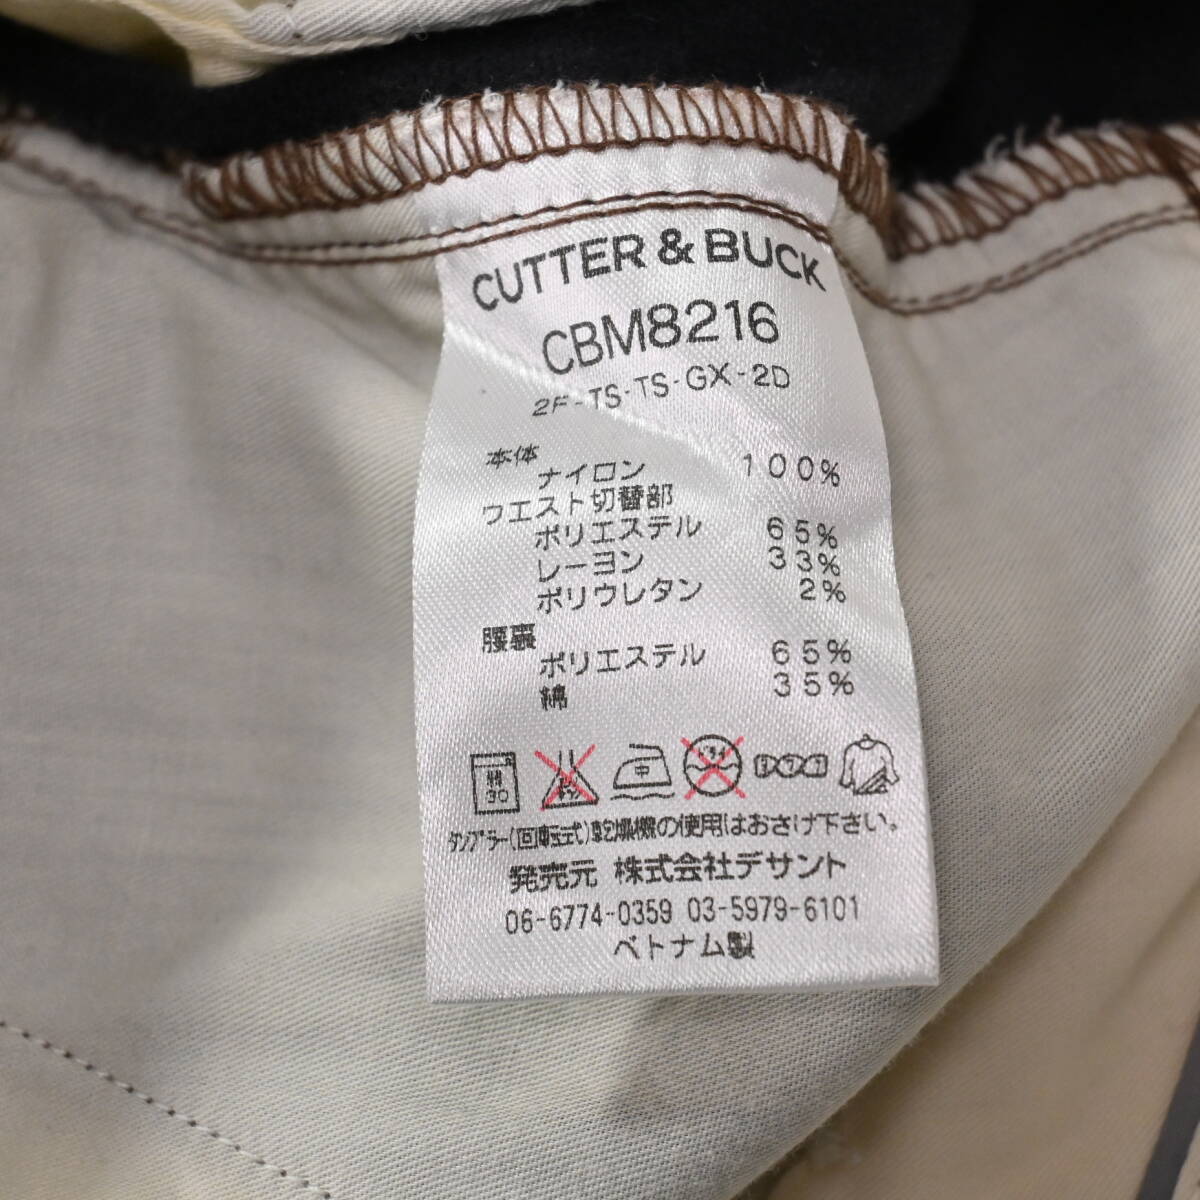 CUTTER & BUCK
CBM8216
2F-TS-TS-GX-2D
本体
ナイロン 100%
ウエスト切替部
ポリエステル 65%
レーヨン 33%
ポリウレタン 2%
腰裏
ポリエステル 65%
綿 35%
30 中 ドライ
タンブラー(回転式)乾燥機の使用はおさけ下さい。
発売元 株式会社デサント
06-6774-0359 03-5979-6101
ベトナム製